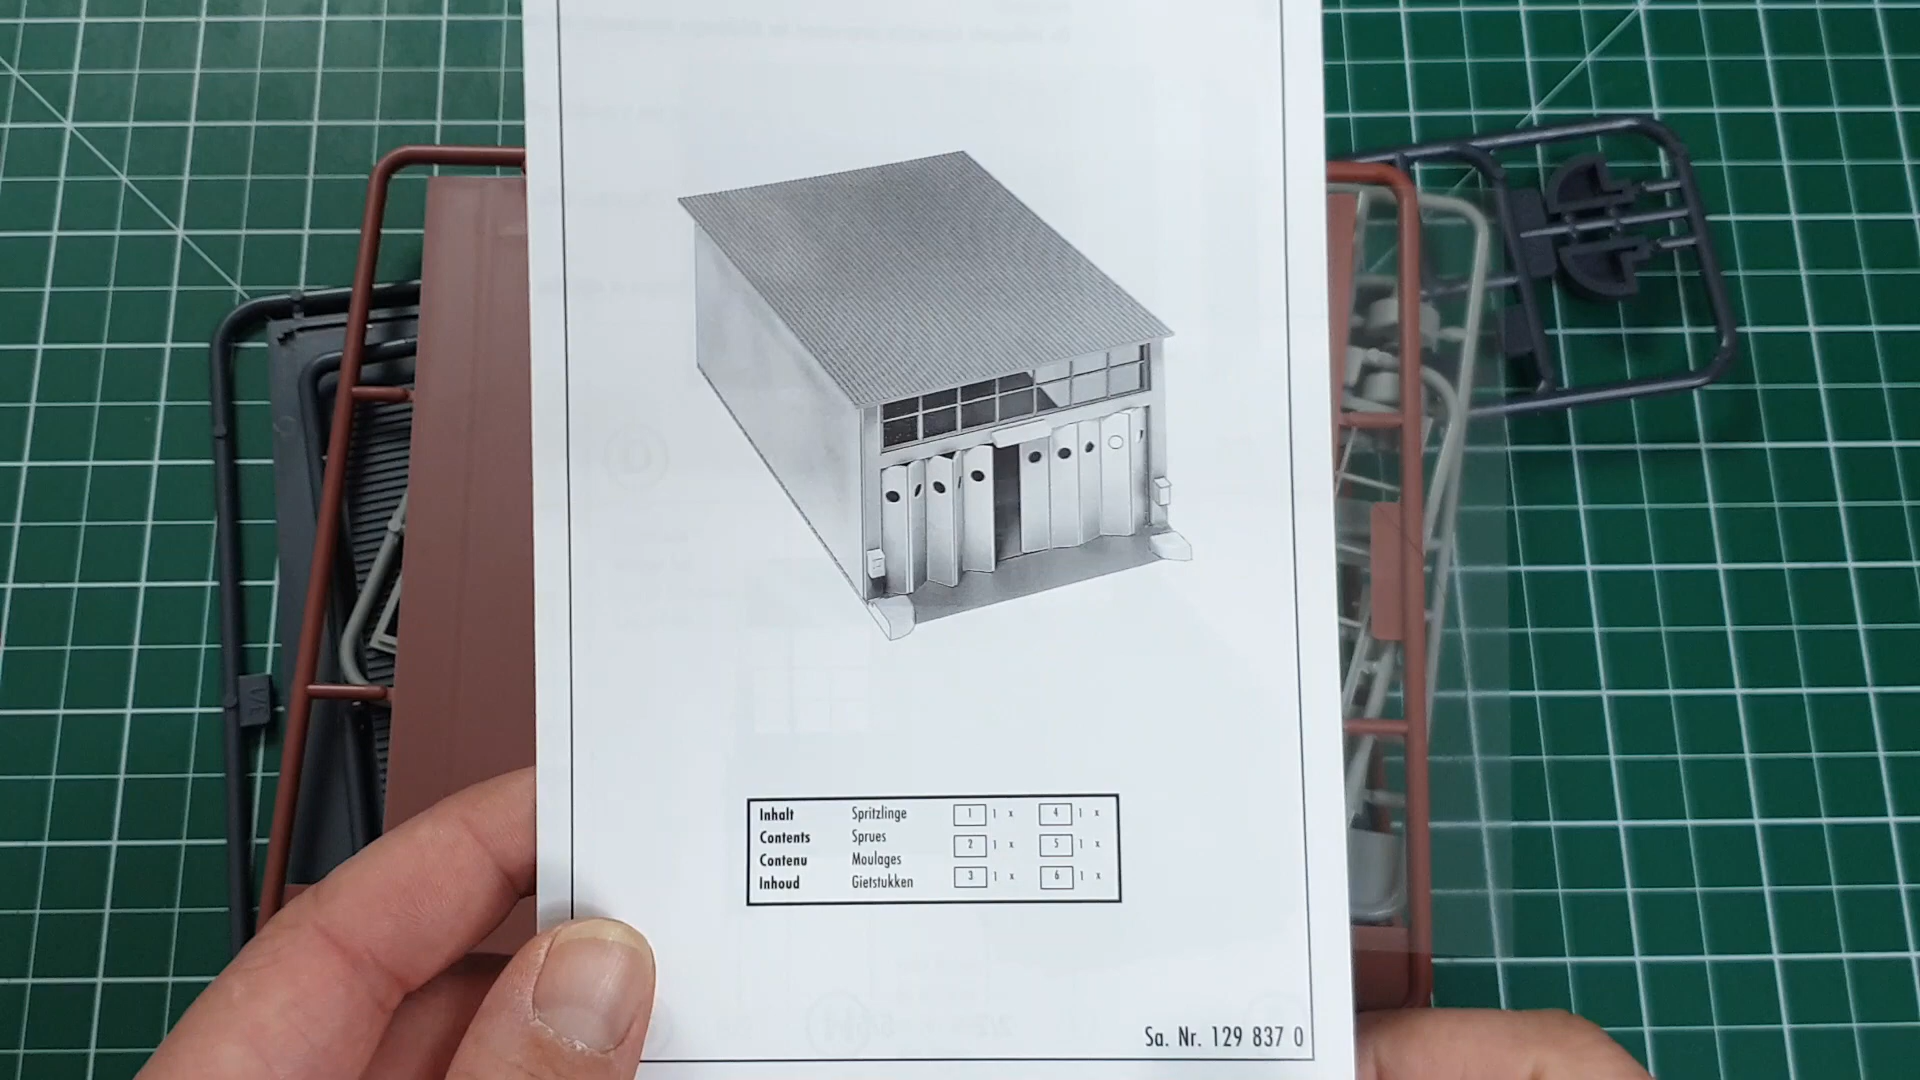 Inhalt Spritzlinge 1 1 x 4 1 x
Contents Sprues 2 1 x 5 1 x
Contenu Moulages
Inhoud Gietstukken 3 1 x 6 1 x
Sa. Nr. 129 837 0